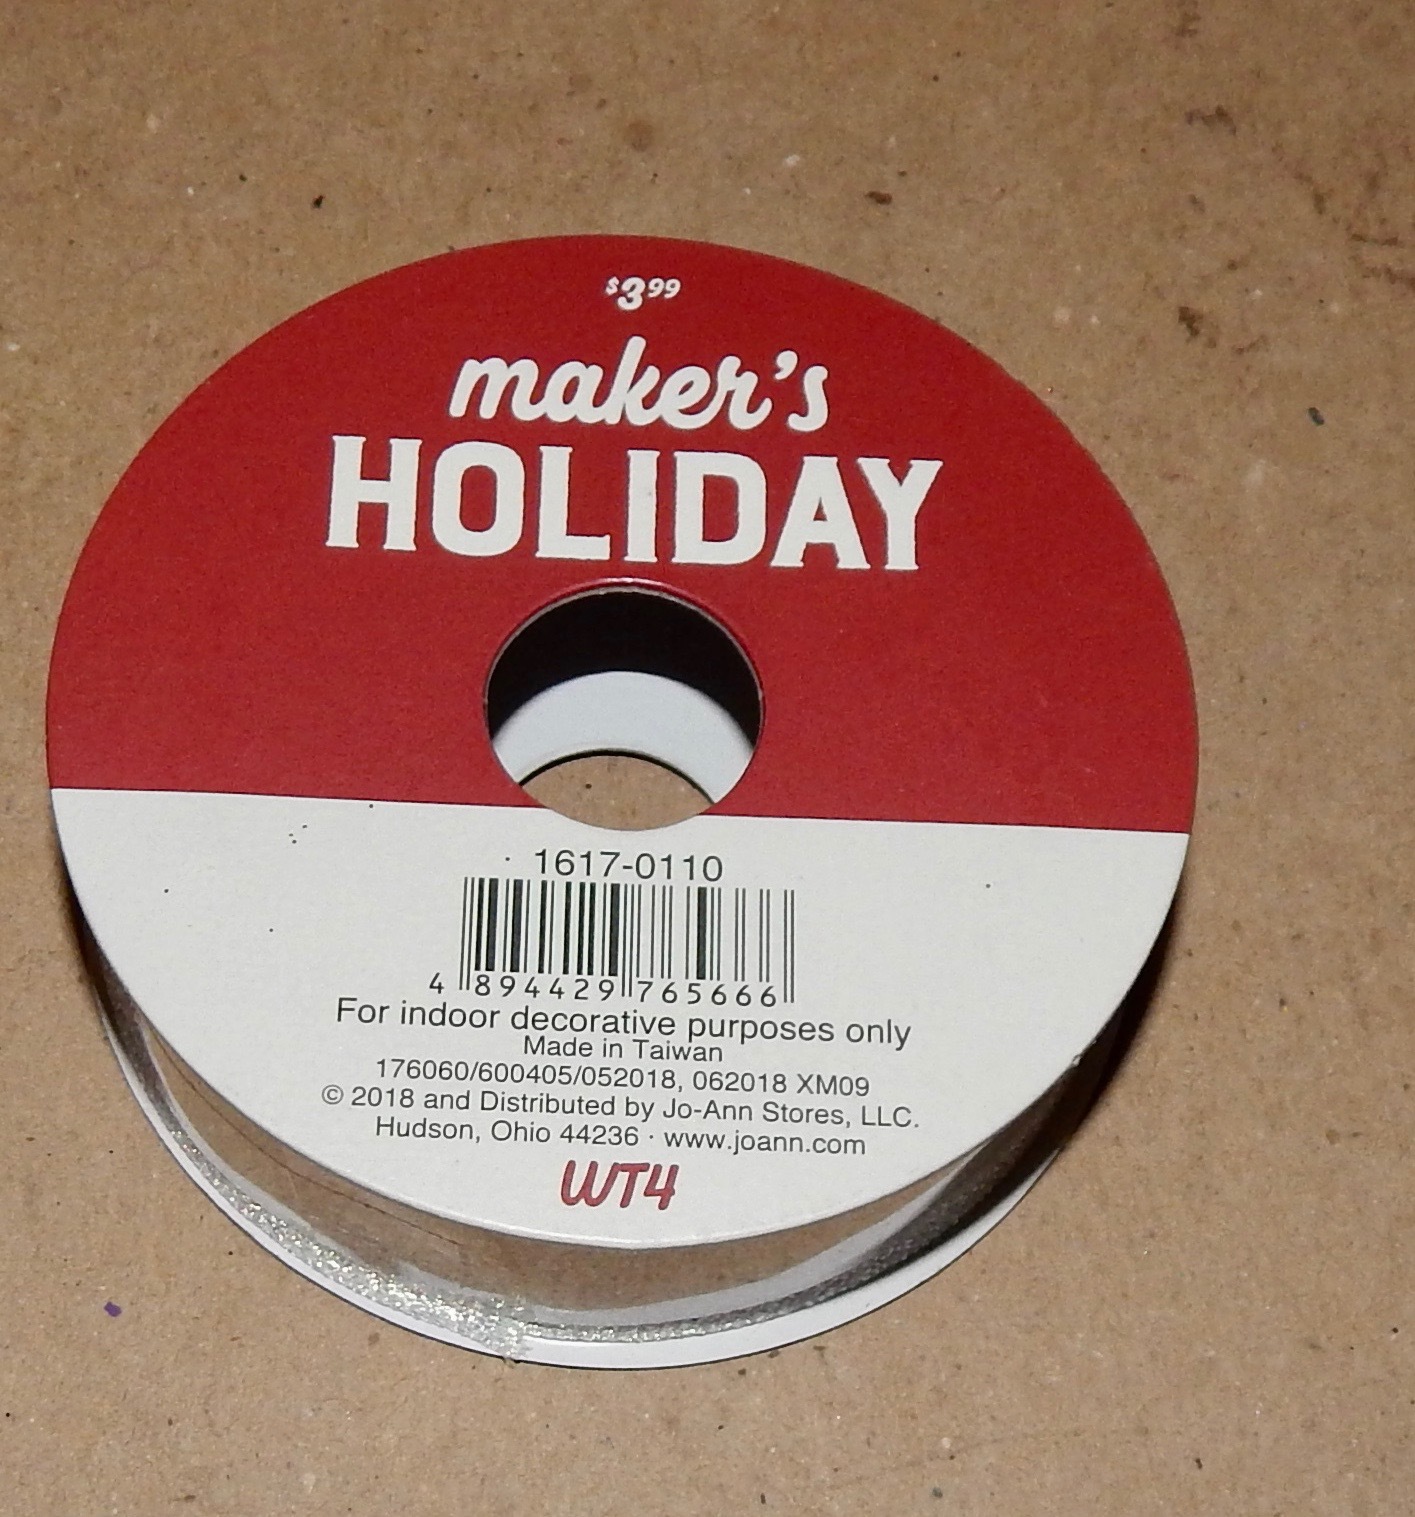 $3.99
maker's
HOLIDAY
1617-0110
4 894429 765666
For indoor decorative purposes only
Made in Taiwan
176060/600405/052018, 062018 XM09
© 2018 and Distributed by Jo-Ann Stores, LLC.
Hudson, Ohio 44236 · www.joann.com
WT4